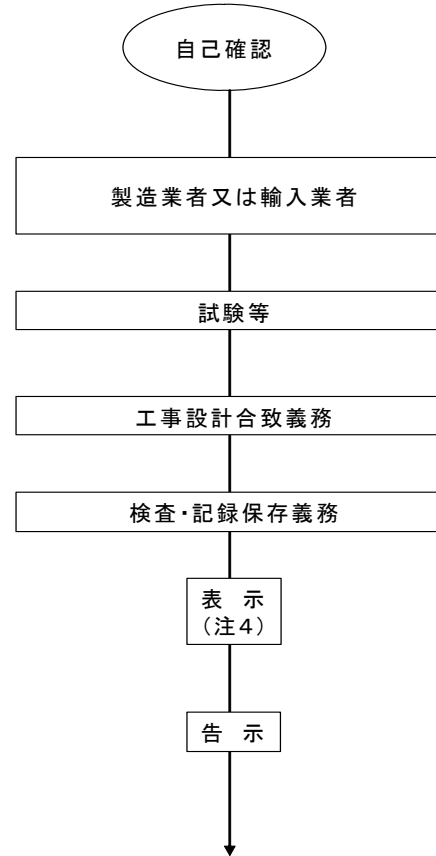 自己確認
製造業者又は輸入業者
試験等
工事設計合致義務
検査・記録保存義務
表 示
（注４）
告 示